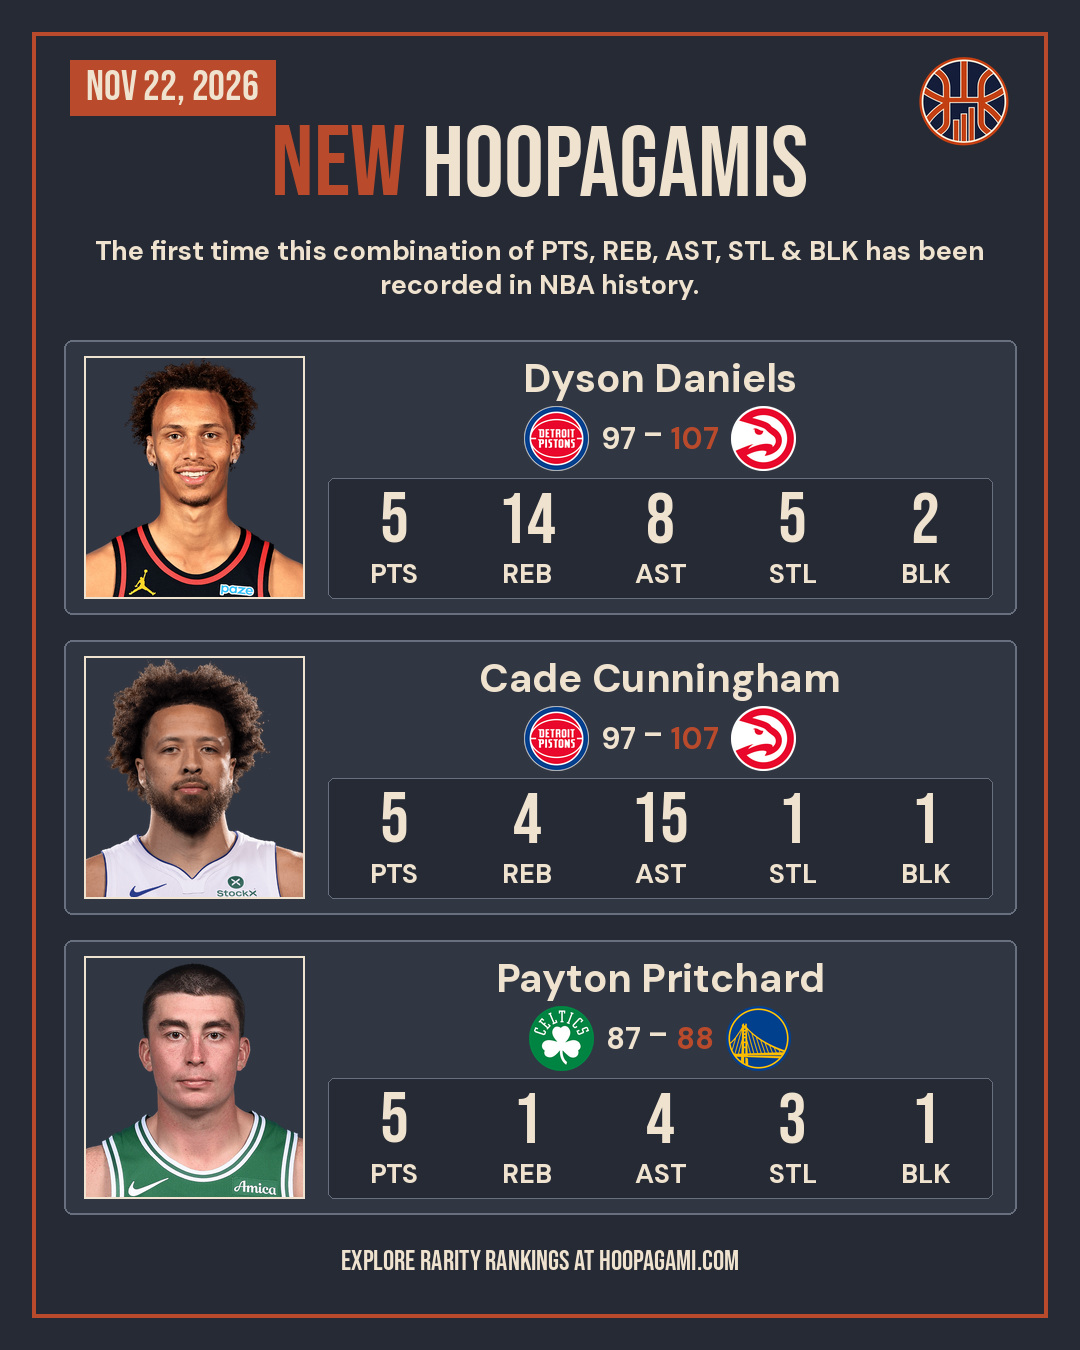 NOV 22, 2026
NEW HOOPAGAMIS
The first time this combination of PTS, REB, AST, STL & BLK has been
recorded in NBA history.
Dyson Daniels
DETROIT
PISTONS
97 – 107
5 14 8 5 2
PTS REB AST STL BLK
paze
Cade Cunningham
DETROIT
PISTONS
97 – 107
5 4 15 1 1
PTS REB AST STL BLK
StockX
Payton Pritchard
CELTICS
87 – 88
5 1 4 3 1
PTS REB AST STL BLK
Amica
EXPLORE RARITY RANKINGS AT HOOPAGAMI.COM